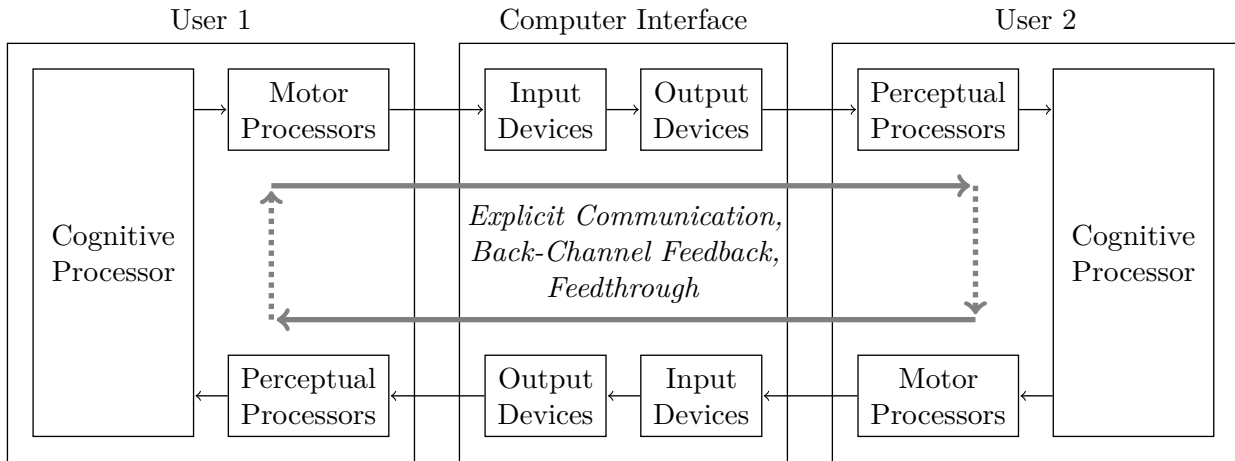 User 1
Computer Interface
User 2
Motor
Processors
Input
Devices
Output
Devices
Perceptual
Processors
Cognitive
Processor
Explicit Communication,
Back-Channel Feedback,
Feedthrough
Cognitive
Processor
Perceptual
Processors
Output
Devices
Input
Devices
Motor
Processors